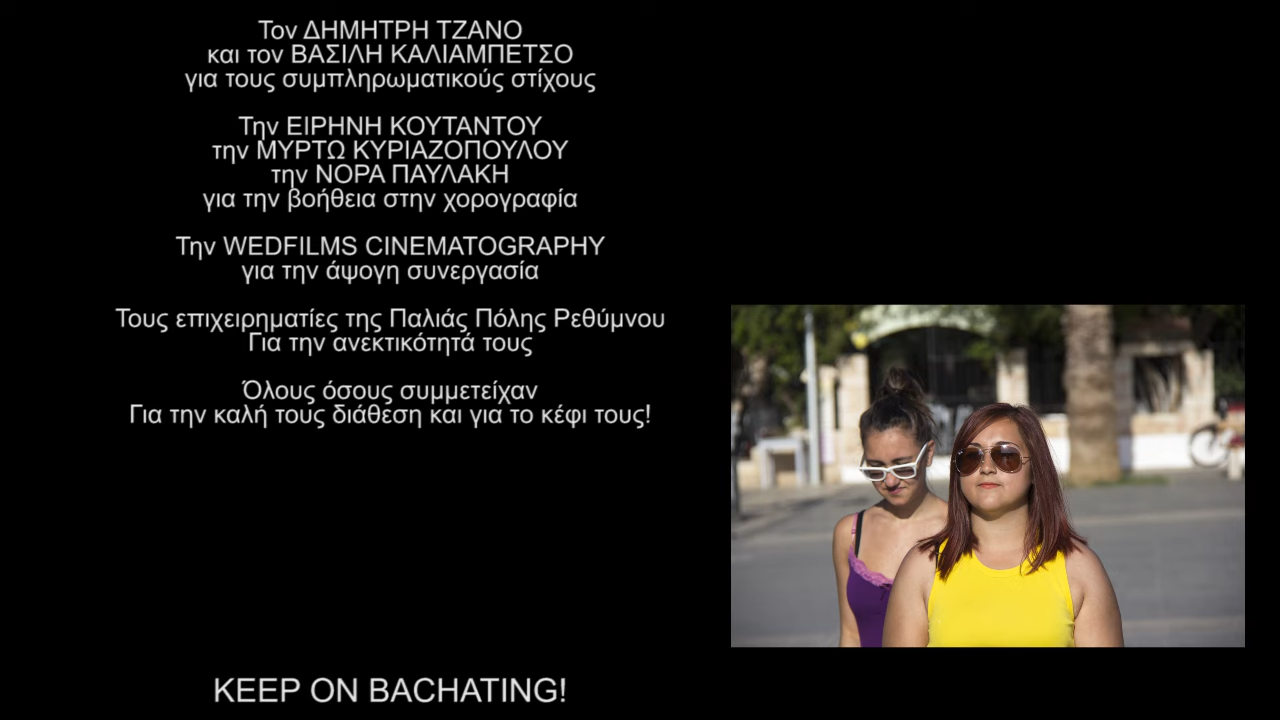 Τον ΔΗΜΗΤΡΗ ΤΖΑΝΟ
και τον ΒΑΣΙΛΗ ΚΑΛΙΑΜΠΕΤΣΟ
για τους συμπληρωματικούς στίχους
Την ΕΙΡΗΝΗ ΚΟΥΤΑΝΤΟΥ
την ΜΥΡΤΩ ΚΥΡΙΑΖΟΠΟΥΛΟΥ
την ΝΟΡΑ ΠΑΥΛΑΚΗ
για την βοήθεια στην χορογραφία
Την WEDFILMS CINEMATOGRAPHY
για την άψογη συνεργασία
Τους επιχειρηματίες της Παλιάς Πόλης Ρεθύμνου
Για την ανεκτικότητά τους
Όλους όσους συμμετείχαν
Για την καλή τους διάθεση και για το κέφι τους!
KEEP ON BACHATING!